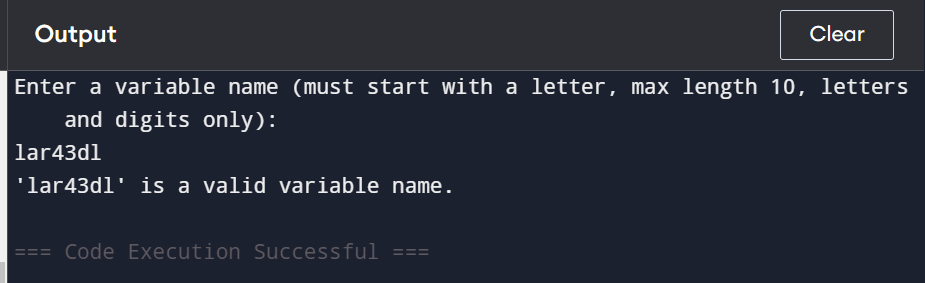 Output
Clear
Enter a variable name (must start with a letter, max length 10, letters
and digits only):
lar43dl
'lar43dl' is a valid variable name.
=== Code Execution Successful ===